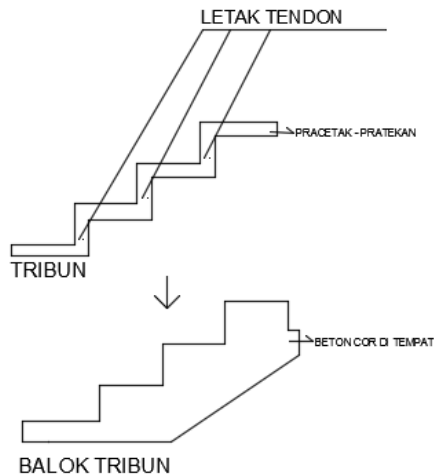 LETAK TENDON
PRACETAK - PRATEKAN
TRIBUN
BETON COR DI TEMPAT
BALOK TRIBUN